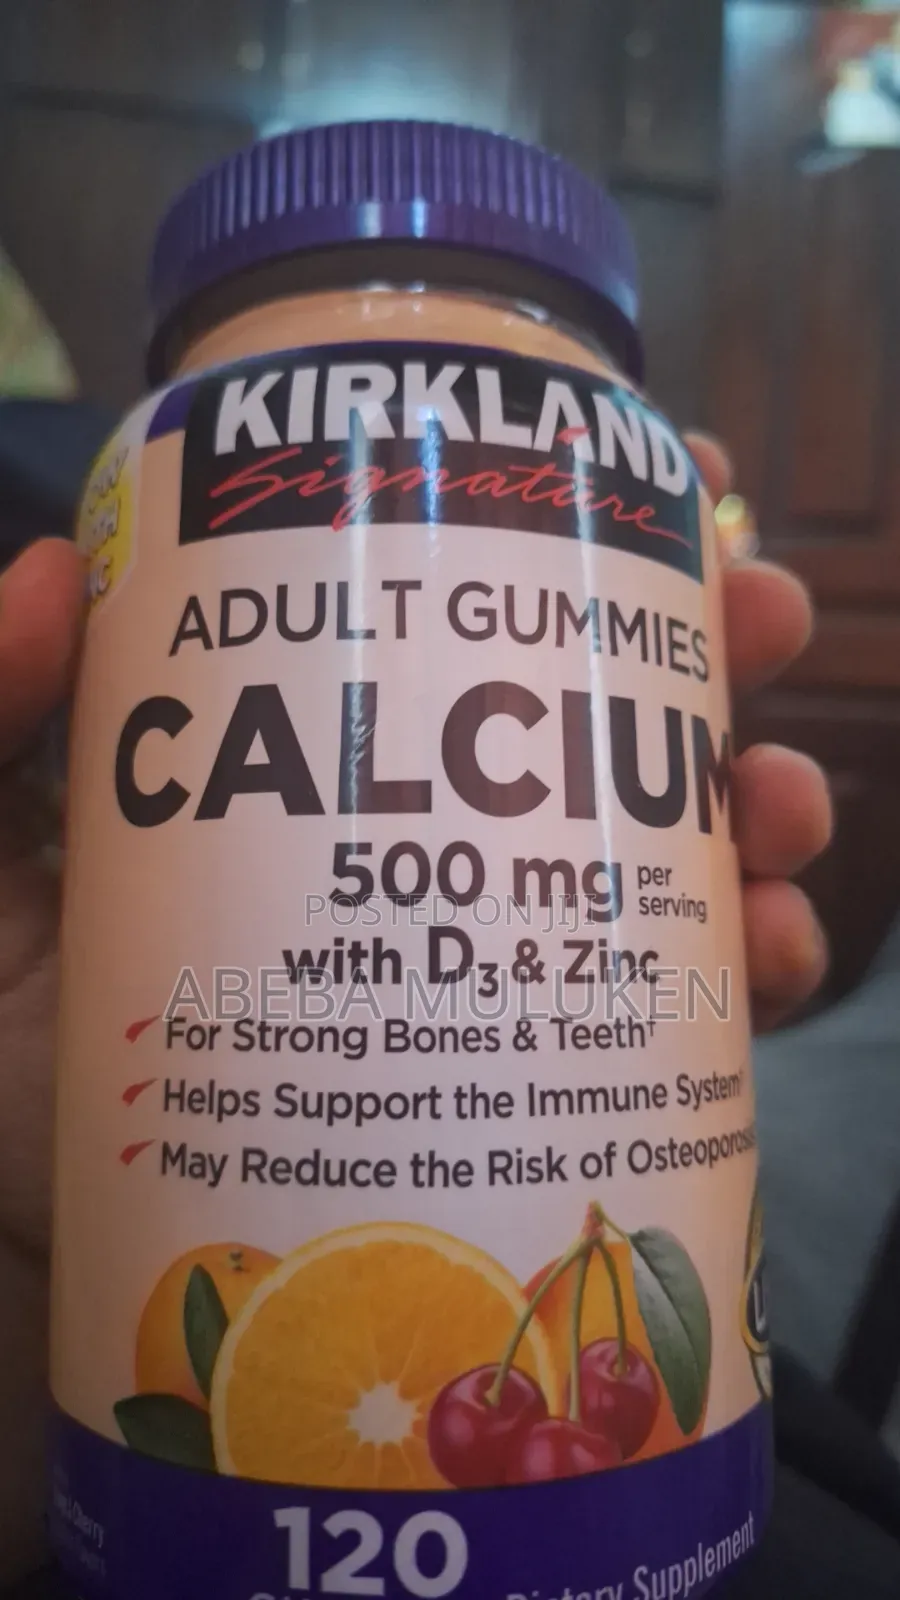 KIRKLAND
Signature
ADULT GUMMIES
CALCIUM
500 mg per serving
POSTED ON JIJI
with D3 & Zinc
ABEBA MULUKEN
For Strong Bones & Teeth†
Helps Support the Immune System†
May Reduce the Risk of
Cherry
120
Dietary Supplement